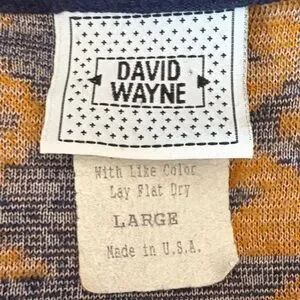 DAVID
WAYNE
With Like Color
Lay Flat Dry
LARGE
Made in U.S.A.